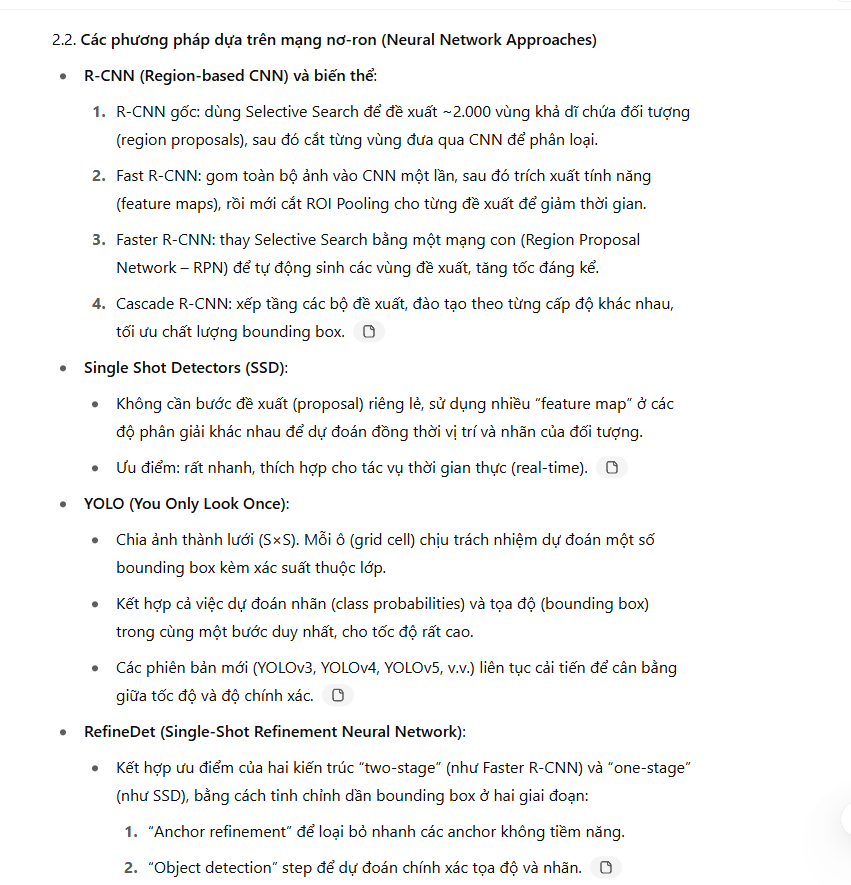 2.2. Các phương pháp dựa trên mạng nơ-ron (Neural Network Approaches)
• R-CNN (Region-based CNN) và biến thể:
1. R-CNN gốc: dùng Selective Search để đề xuất ~2.000 vùng khả dĩ chứa đối tượng
(region proposals), sau đó cắt từng vùng đưa qua CNN để phân loại.
2. Fast R-CNN: gom toàn bộ ảnh vào CNN một lần, sau đó trích xuất tính năng
(feature maps), rồi mới cắt ROI Pooling cho từng đề xuất để giảm thời gian.
3. Faster R-CNN: thay Selective Search bằng một mạng con (Region Proposal
Network – RPN) để tự động sinh các vùng đề xuất, tăng tốc đáng kể.
4. Cascade R-CNN: xếp tầng các bộ đề xuất, đào tạo theo từng cấp độ khác nhau,
tối ưu chất lượng bounding box.
• Single Shot Detectors (SSD):
• Không cần bước đề xuất (proposal) riêng lẻ, sử dụng nhiều “feature map” ở các
độ phân giải khác nhau để dự đoán đồng thời vị trí và nhãn của đối tượng.
• Ưu điểm: rất nhanh, thích hợp cho tác vụ thời gian thực (real-time).
• YOLO (You Only Look Once):
• Chia ảnh thành lưới (S×S). Mỗi ô (grid cell) chịu trách nhiệm dự đoán một số
bounding box kèm xác suất thuộc lớp.
• Kết hợp cả việc dự đoán nhãn (class probabilities) và tọa độ (bounding box)
trong cùng một bước duy nhất, cho tốc độ rất cao.
• Các phiên bản mới (YOLOv3, YOLOv4, YOLOv5, v.v.) liên tục cải tiến để cân bằng
giữa tốc độ và độ chính xác.
• RefineDet (Single-Shot Refinement Neural Network):
• Kết hợp ưu điểm của hai kiến trúc “two-stage” (như Faster R-CNN) và “one-stage”
(như SSD), bằng cách tinh chỉnh dần bounding box ở hai giai đoạn:
1. “Anchor refinement” để loại bỏ nhanh các anchor không tiềm năng.
2. “Object detection” step để dự đoán chính xác tọa độ và nhãn.